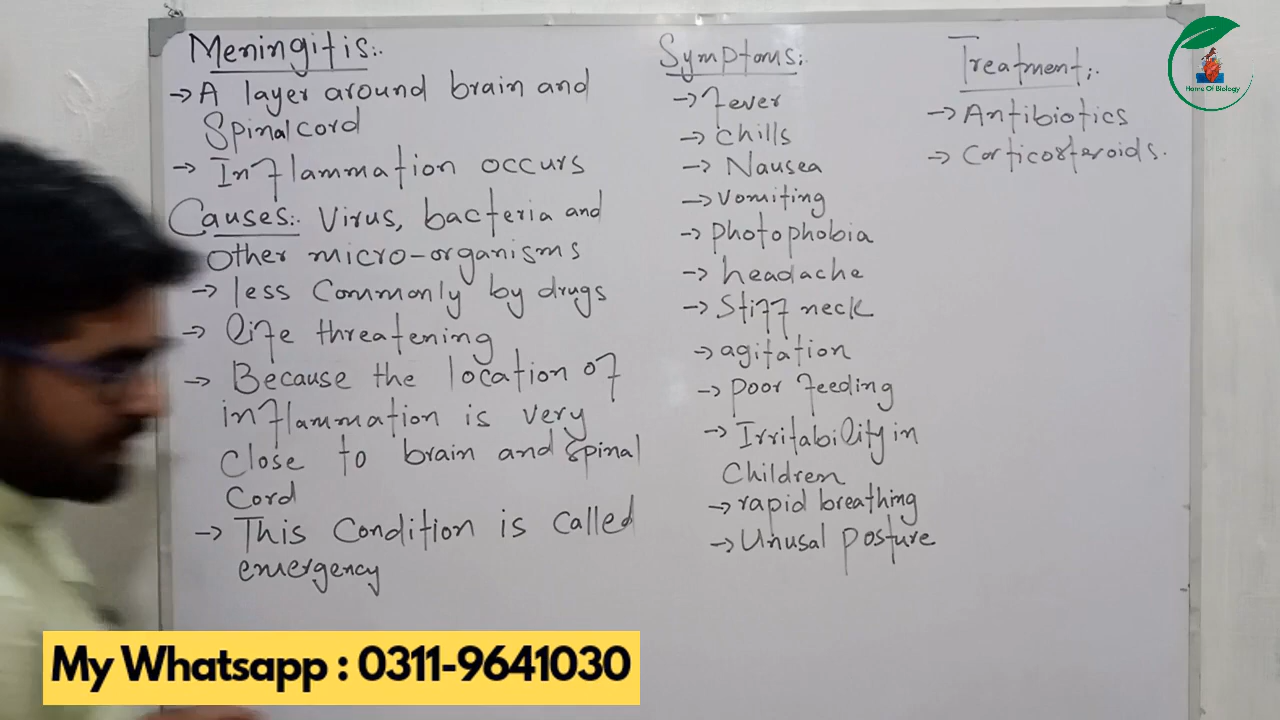 Meningitis:.
→ A layer around brain and
Spinal cord
→ Inflammation occurs
Causes:. Virus, bacteria and
other micro-organisms
→ less Commonly by drugs
→ life threatening
→ Because the location of
inflammation is very
Close to brain and Spinal
Cord
→ This Condition is called
emergency
Symptoms:.
→ Fever
→ chills
→ Nausea
→ vomiting
→ photophobia
→ headache
→ Stiff neck
→ agitation
→ poor feeding
→ Irritability in
Children
→ rapid breathing
→ Unusal posture
Treatment:.
→ Antibiotics
→ Corticosteroids.
Home Of Biology
My Whatsapp : 0311-9641030